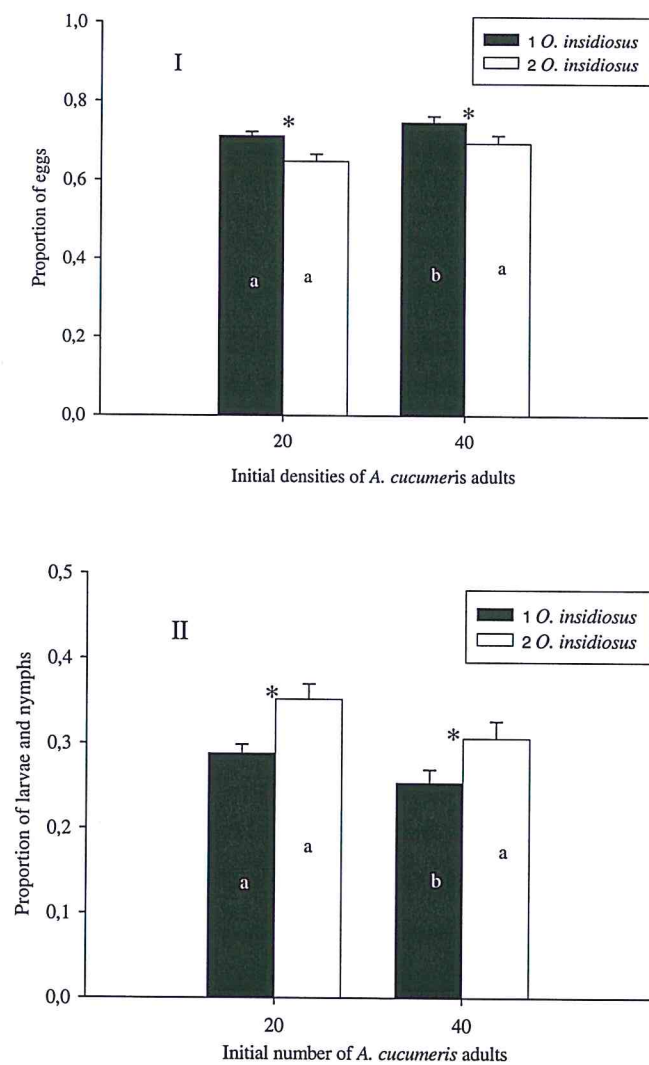 1,0
I
1 O. insidiosus
2 O. insidiosus
0,8
*
*
0,6
Proportion of eggs
0,4
a
a
b
a
0,2
0,0
20
40
Initial densities of A. cucumeris adults
0,5
II
1 O. insidiosus
2 O. insidiosus
0,4
*
*
0,3
Proportion of larvae and nymphs
0,2
a
a
b
a
0,1
0,0
20
40
Initial number of A. cucumeris adults